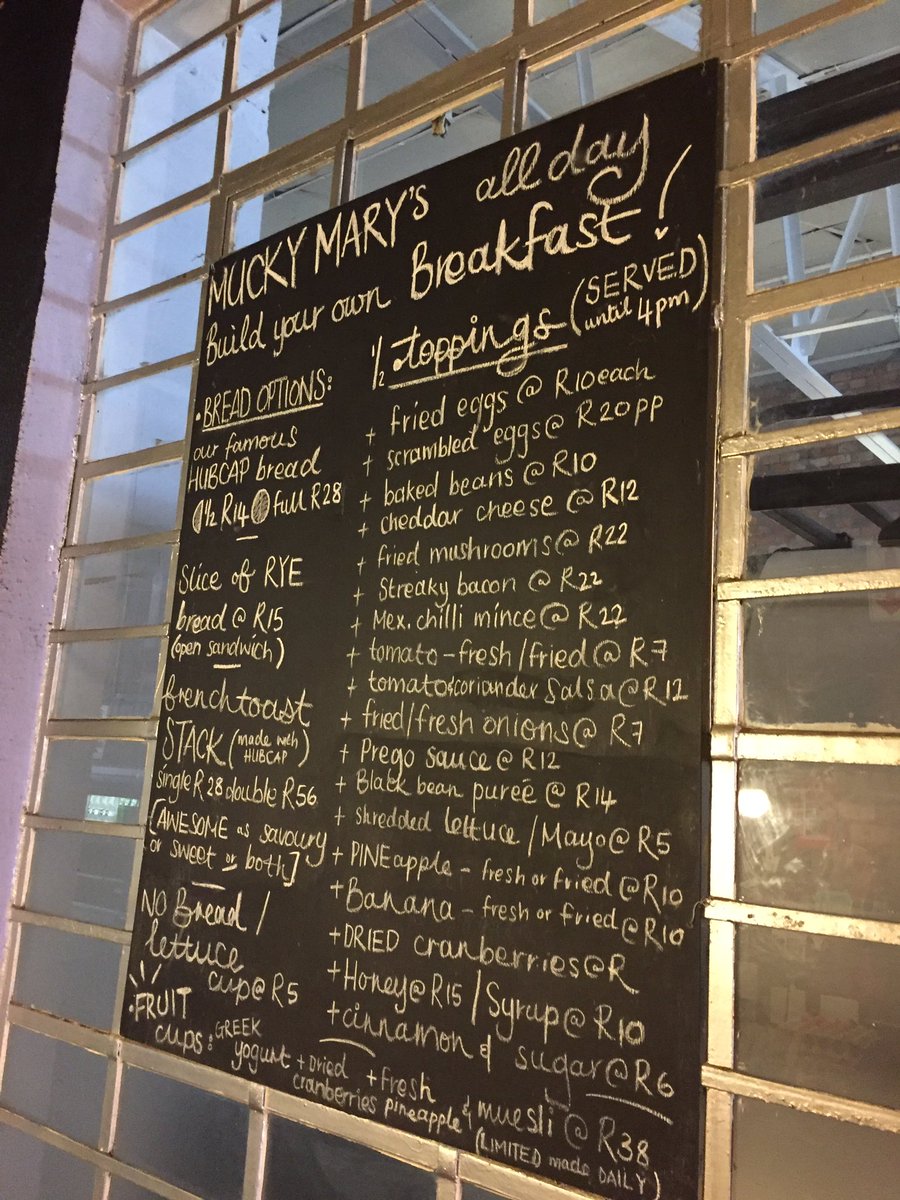 MUCKY MARY'S all day
Build your own Breakfast!
½ toppings (SERVED until 4pm)
• BREAD OPTIONS:
our famous
HUBCAP bread
½ R14 full R28
Slice of RYE
bread @ R15
(open sandwich)
french toast
STACK (made with HUBCAP)
single R28 double R56
[AWESOME as savoury
or sweet or both]
NO Bread /
lettuce
cup @ R5
+ fried eggs @ R10 each
+ scrambled eggs @ R20pp
+ baked beans @ R10
+ cheddar cheese @ R12
+ fried mushrooms @ R22
+ Streaky bacon @ R22
+ Mex. chilli mince @ R22
+ tomato - fresh/fried @ R7
+ tomato & coriander Salsa @ R12
+ fried/fresh onions @ R7
+ Prego sauce @ R12
+ Black bean purée @ R14
+ shredded lettuce / Mayo @ R5
+ PINEapple - fresh or fried @ R10
+ Banana - fresh or fried @ R10
+ DRIED cranberries @ R
+ Honey @ R15 / Syrup @ R10
+ cinnamon & sugar @ R6
• FRUIT
cups: GREEK yogurt + DRied cranberries + fresh pineapple & muesli @ R38
(LIMITED made DAILY)